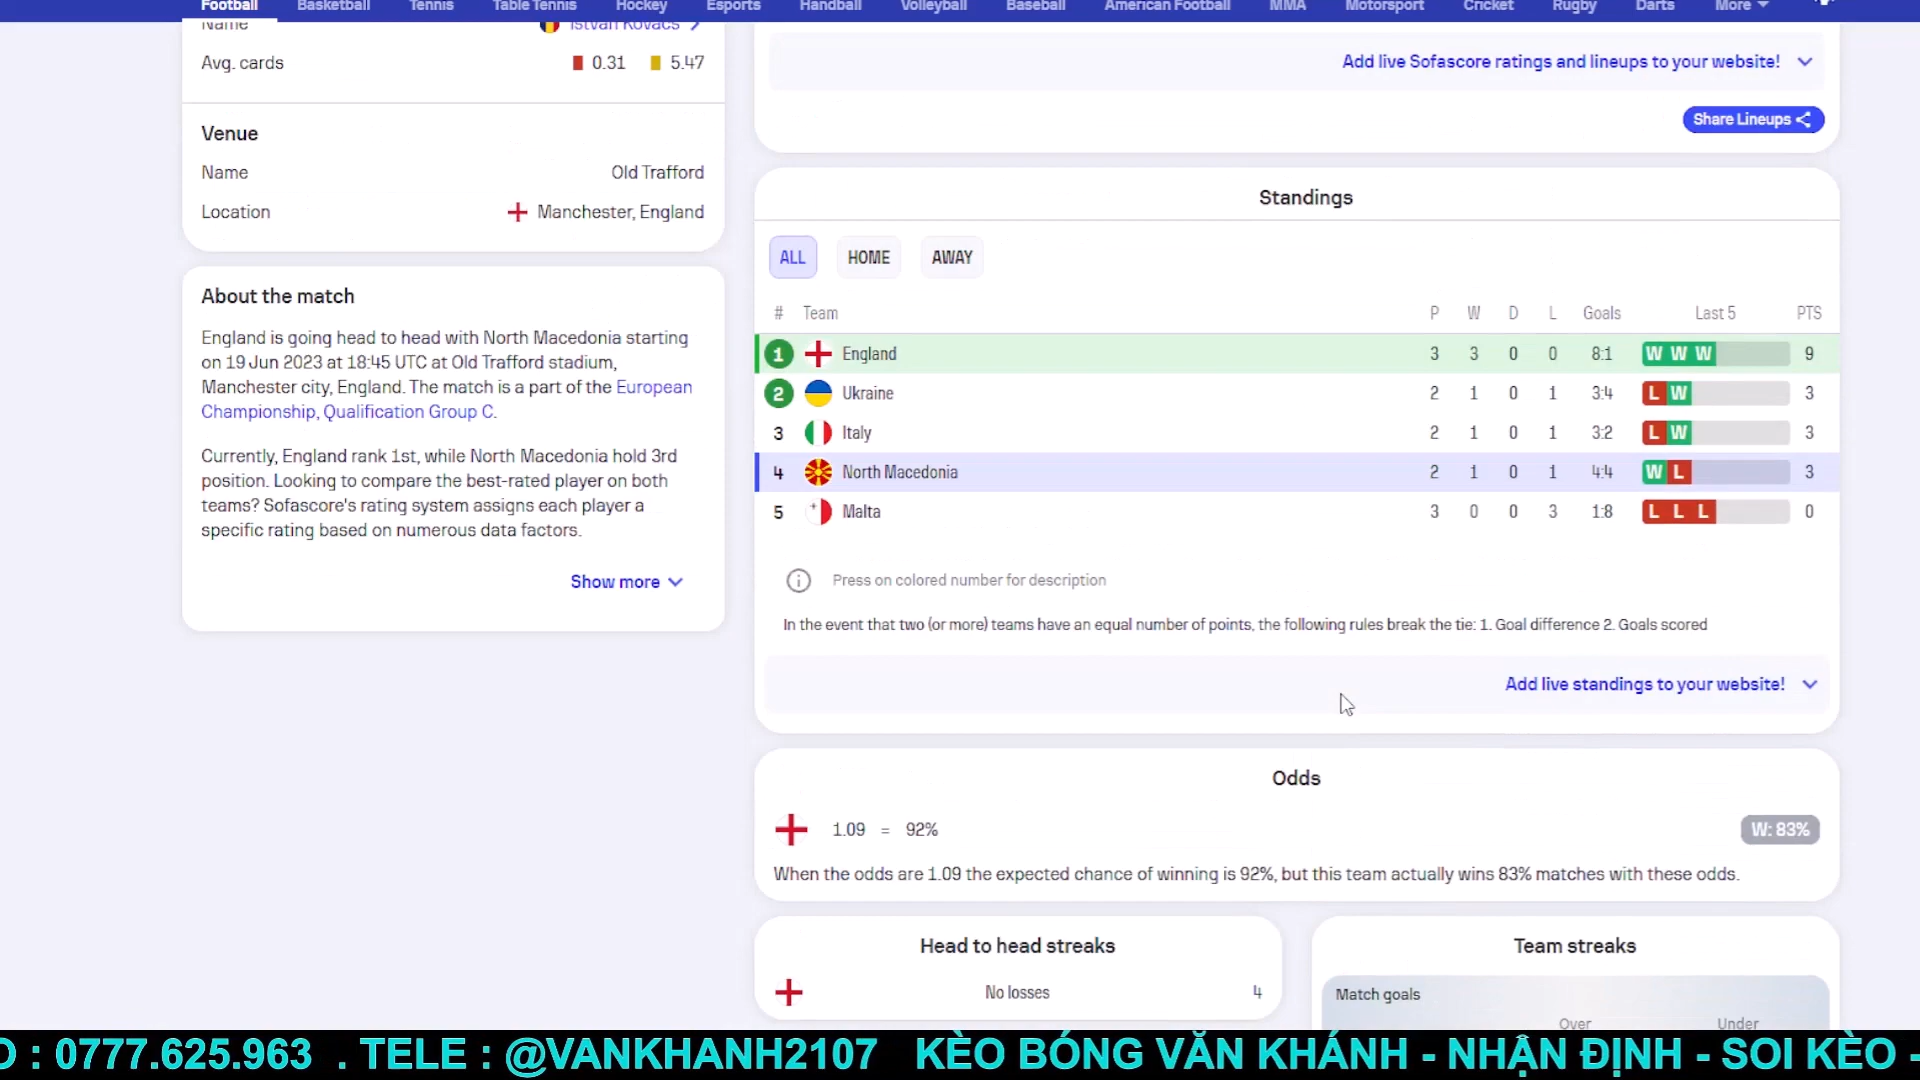 Football Basketball Tennis Table Tennis Hockey Esports Handball Volleyball Baseball American Football MMA Motorsport Cricket Rugby Darts More
Name Istvan Kovacs
Avg. cards 0.31 5.47
Venue
Name Old Trafford
Location Manchester, England
About the match
England is going head to head with North Macedonia starting
on 19 Jun 2023 at 18:45 UTC at Old Trafford stadium,
Manchester city, England. The match is a part of the European
Championship, Qualification Group C.
Currently, England rank 1st, while North Macedonia hold 3rd
position. Looking to compare the best-rated player on both
teams? Sofascore's rating system assigns each player a
specific rating based on numerous data factors.
Show more
Add live Sofascore ratings and lineups to your website!
Share Lineups
Standings
ALL HOME AWAY
# Team P W D L Goals Last 5 PTS
1 England 3 3 0 0 8:1 W W W 9
2 Ukraine 2 1 0 1 3:4 L W 3
3 Italy 2 1 0 1 3:2 L W 3
4 North Macedonia 2 1 0 1 4:4 W L 3
5 Malta 3 0 0 3 1:8 L L L 0
Press on colored number for description
In the event that two (or more) teams have an equal number of points, the following rules break the tie: 1. Goal difference 2. Goals scored
Add live standings to your website!
Odds
1.09 = 92% W: 83%
When the odds are 1.09 the expected chance of winning is 92%, but this team actually wins 83% matches with these odds.
Head to head streaks
No losses 4
Team streaks
Match goals
Over Under
: 0777.625.963 . TELE : @VANKHANH2107 KÈO BÓNG VĂN KHÁNH - NHẬN ĐỊNH - SOI KÈO -